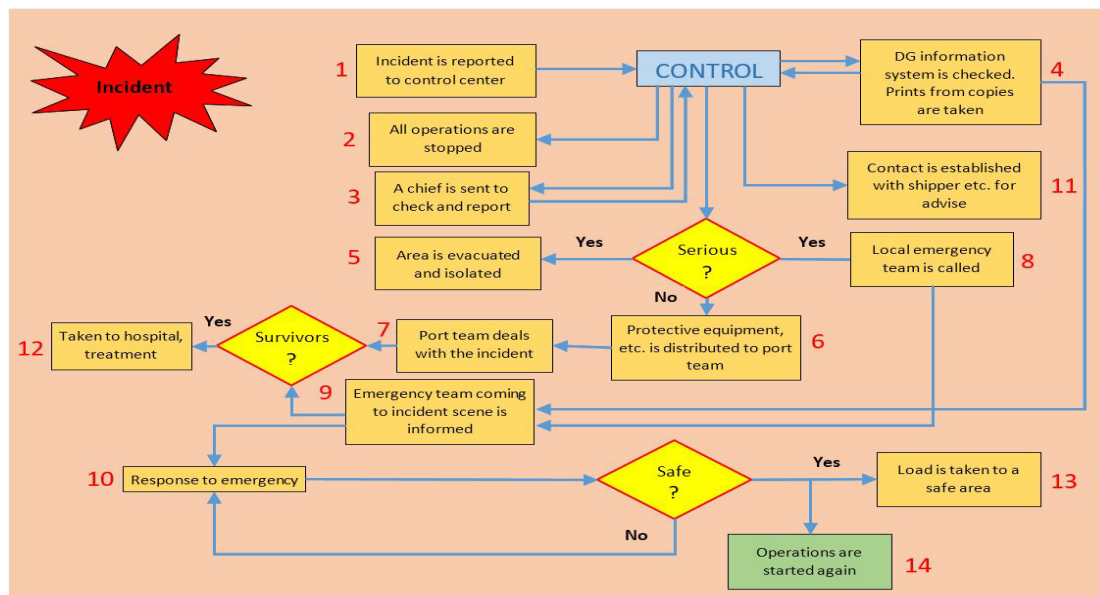 Incident
1
Incident is reported
to control center
CONTROL
DG information
system is checked.
Prints from copies
are taken
4
2
All operations are
stopped
3
A chief is sent to
check and report
Contact is established
with shipper etc. for
advise
11
5
Area is evacuated
and isolated
Yes
Serious
?
Yes
Local emergency
team is called
8
No
12
Taken to hospital,
treatment
Yes
Survivors
?
7
Port team deals
with the incident
Protective equipment,
etc. is distributed to port
team
6
9
Emergency team coming
to incident scene is
informed
10
Response to emergency
Safe
?
Yes
Load is taken to a
safe area
13
No
Operations are
started again
14